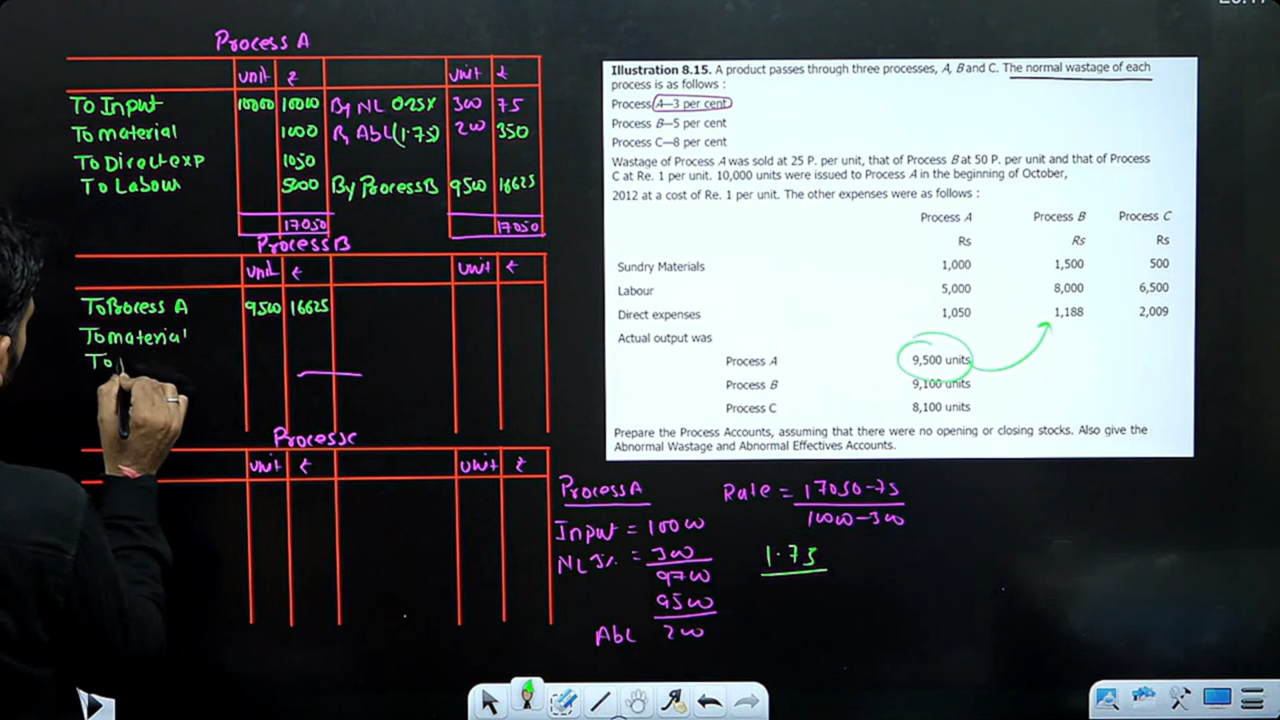 Process A
unit ₹ unit ₹
To Input 10000 10000 By NL 0.25X 300 75
To material 1000 By AbL (1.75) 200 350
To Direct exp 1050
To Labour 5000 By Process B 9500 16625
17050 17050
Process B
unit ₹ unit ₹
To Process A 9500 16625
To material
To
Process C
unit ₹ unit ₹
Illustration 8.15. A product passes through three processes, A, B and C. The normal wastage of each
process is as follows :
Process A—3 per cent
Process B—5 per cent
Process C—8 per cent
Wastage of Process A was sold at 25 P. per unit, that of Process B at 50 P. per unit and that of Process
C at Re. 1 per unit. 10,000 units were issued to Process A in the beginning of October,
2012 at a cost of Re. 1 per unit. The other expenses were as follows :
Process A Process B Process C
Rs Rs Rs
Sundry Materials 1,000 1,500 500
Labour 5,000 8,000 6,500
Direct expenses 1,050 1,188 2,009
Actual output was
Process A 9,500 units
Process B 9,100 units
Process C 8,100 units
Prepare the Process Accounts, assuming that there were no opening or closing stocks. Also give the
Abnormal Wastage and Abnormal Effectives Accounts.
Process A
Input = 10000
NL 3% = 300
9700
9500
AbL 200
Rate = 17050-75
10000-300
1.75